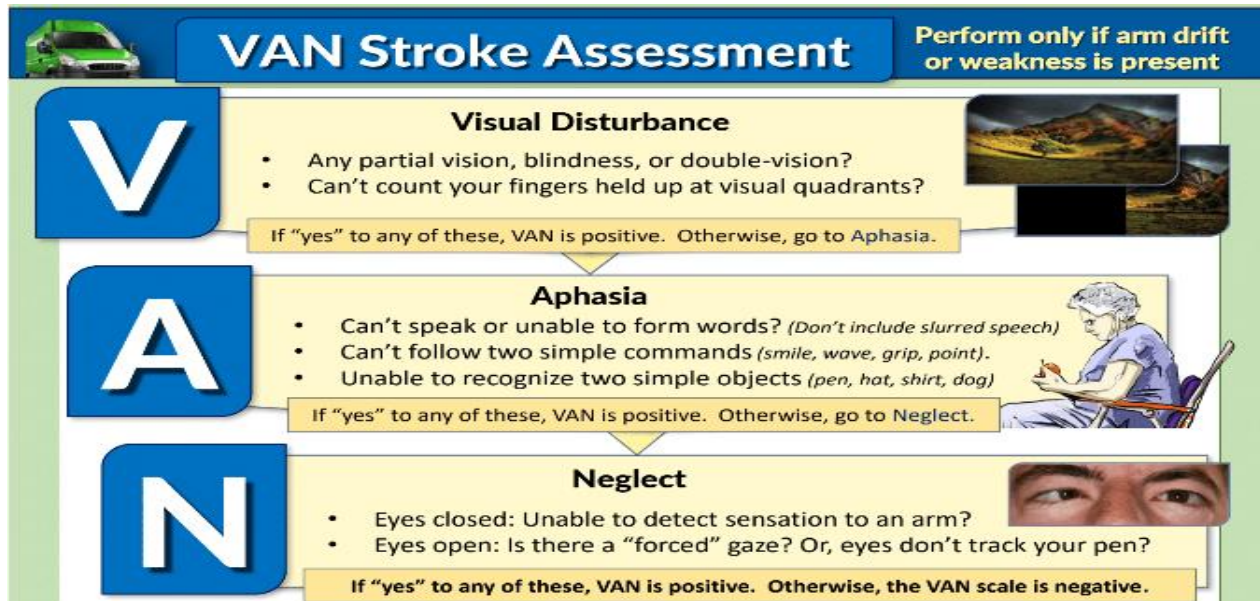 VAN Stroke Assessment
Perform only if arm drift
or weakness is present
V
Visual Disturbance
• Any partial vision, blindness, or double-vision?
• Can’t count your fingers held up at visual quadrants?
If “yes” to any of these, VAN is positive. Otherwise, go to Aphasia.
A
Aphasia
• Can’t speak or unable to form words? (Don’t include slurred speech)
• Can’t follow two simple commands (smile, wave, grip, point).
• Unable to recognize two simple objects (pen, hat, shirt, dog)
If “yes” to any of these, VAN is positive. Otherwise, go to Neglect.
N
Neglect
• Eyes closed: Unable to detect sensation to an arm?
• Eyes open: Is there a “forced” gaze? Or, eyes don’t track your pen?
If “yes” to any of these, VAN is positive. Otherwise, the VAN scale is negative.